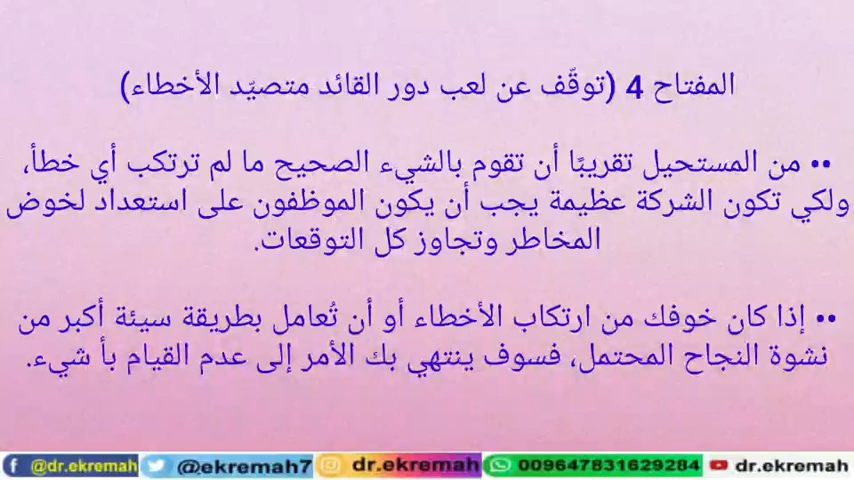 المفتاح 4 (توقّف عن لعب دور القائد متصيّد الأخطاء)
•• من المستحيل تقريبًا أن تقوم بالشيء الصحيح ما لم ترتكب أي خطأ،
ولكي تكون الشركة عظيمة يجب أن يكون الموظفون على استعداد لخوض
المخاطر وتجاوز كل التوقعات.
•• إذا كان خوفك من ارتكاب الأخطاء أو أن تُعامل بطريقة سيئة أكبر من
نشوة النجاح المحتمل، فسوف ينتهي بك الأمر إلى عدم القيام بأ شيء.
@dr.ekremah @ekremah7 dr.ekremah 009647831629284 dr.ekremah